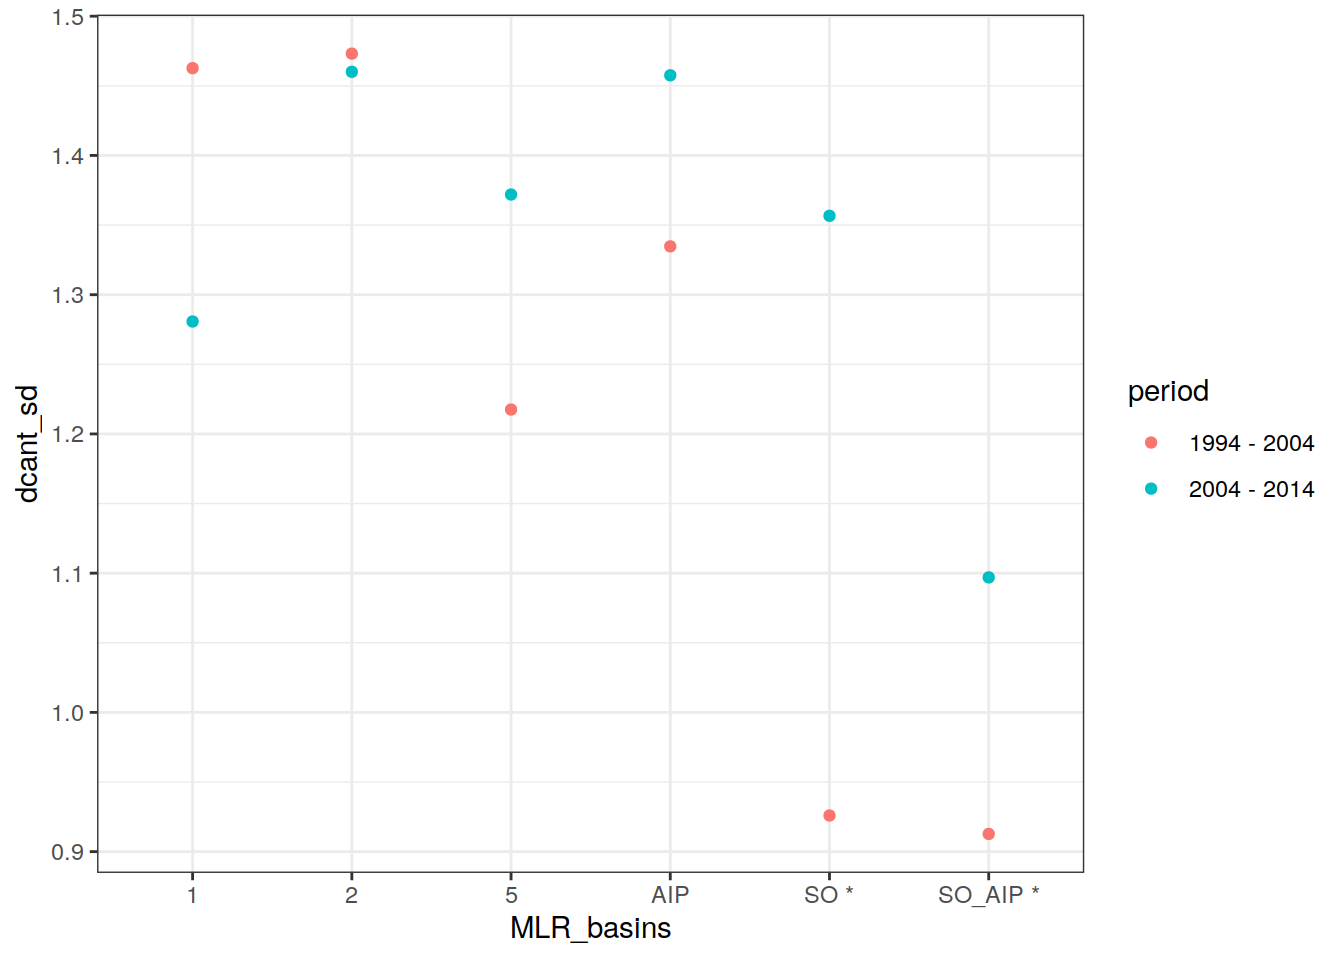 1.5
1.4
1.3
1.2
1.1
1.0
0.9
dcant_sd
1 2 5 AIP SO * SO_AIP *
MLR_basins
period
1994 - 2004
2004 - 2014